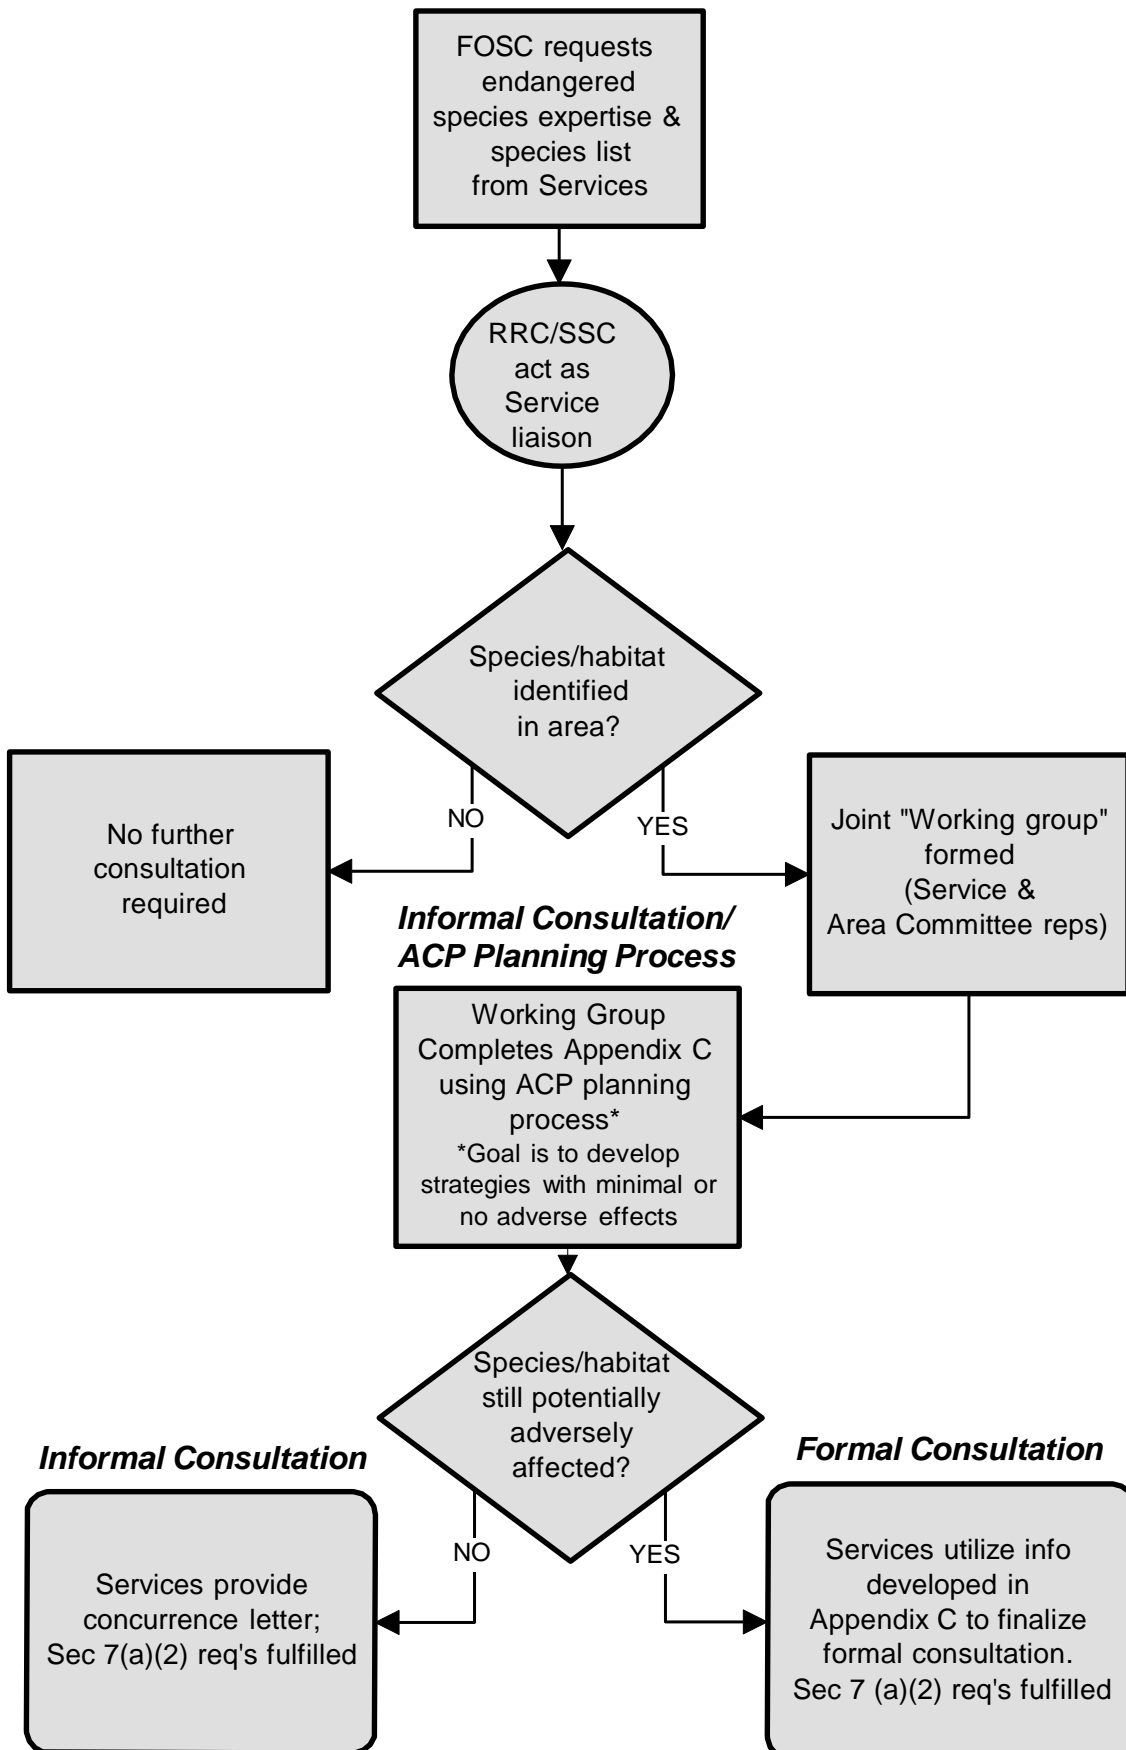 FOSC requests
endangered
species expertise &
species list
from Services
RRC/SSC
act as
Service
liaison
Species/habitat
identified
in area?
NO
YES
No further
consultation
required
Joint "Working group"
formed
(Service &
Area Committee reps)
Informal Consultation/
ACP Planning Process
Working Group
Completes Appendix C
using ACP planning
process*
*Goal is to develop
strategies with minimal or
no adverse effects
Species/habitat
still potentially
adversely
affected?
NO
YES
Informal Consultation
Services provide
concurrence letter;
Sec 7(a)(2) req's fulfilled
Formal Consultation
Services utilize info
developed in
Appendix C to finalize
formal consultation.
Sec 7 (a)(2) req's fulfilled